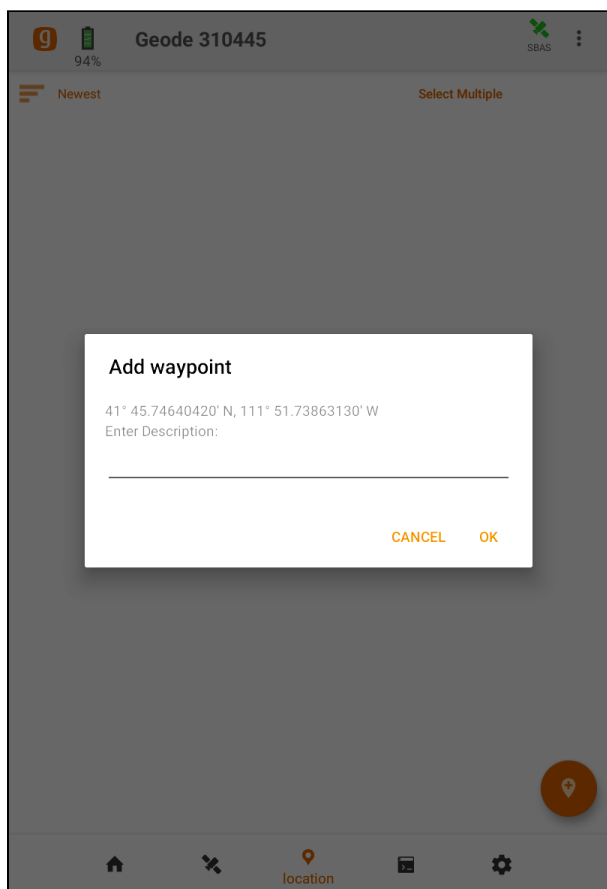 g
94%
Geode 310445
SBAS
Newest
Select Multiple
Add waypoint
41° 45.74640420' N, 111° 51.73863130' W
Enter Description:
CANCEL
OK
location